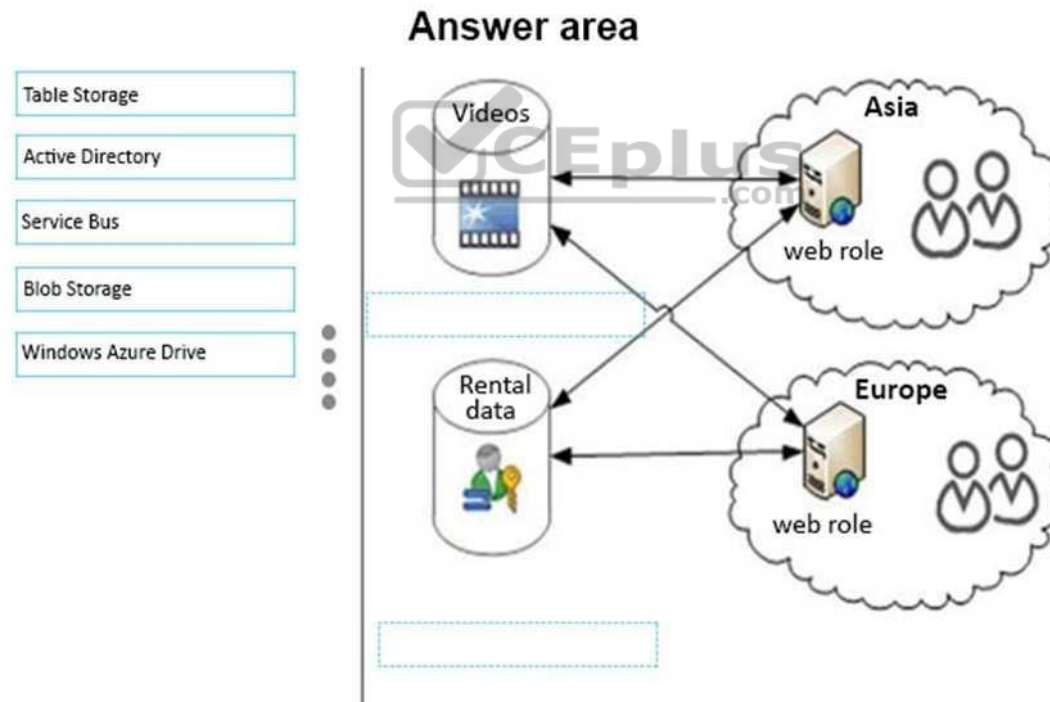 Answer area
Table Storage
Active Directory
Service Bus
Blob Storage
Windows Azure Drive
Videos
CEplus
.com
Asia
web role
Rental
data
Europe
web role